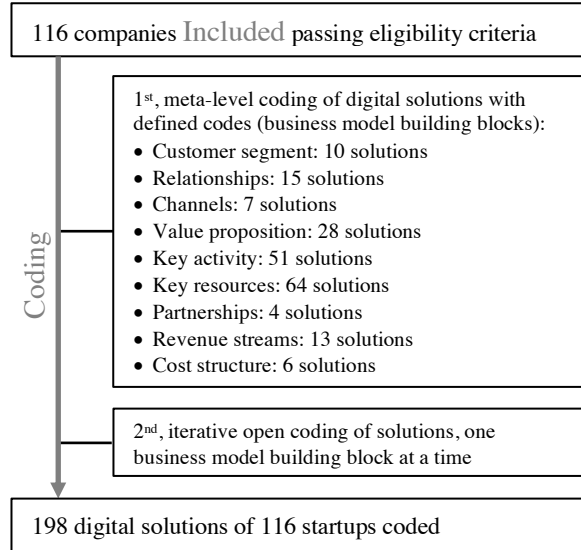 116 companies Included passing eligibility criteria
1st, meta-level coding of digital solutions with
defined codes (business model building blocks):
• Customer segment: 10 solutions
• Relationships: 15 solutions
• Channels: 7 solutions
• Value proposition: 28 solutions
• Key activity: 51 solutions
• Key resources: 64 solutions
• Partnerships: 4 solutions
• Revenue streams: 13 solutions
• Cost structure: 6 solutions
Coding
2nd, iterative open coding of solutions, one
business model building block at a time
198 digital solutions of 116 startups coded